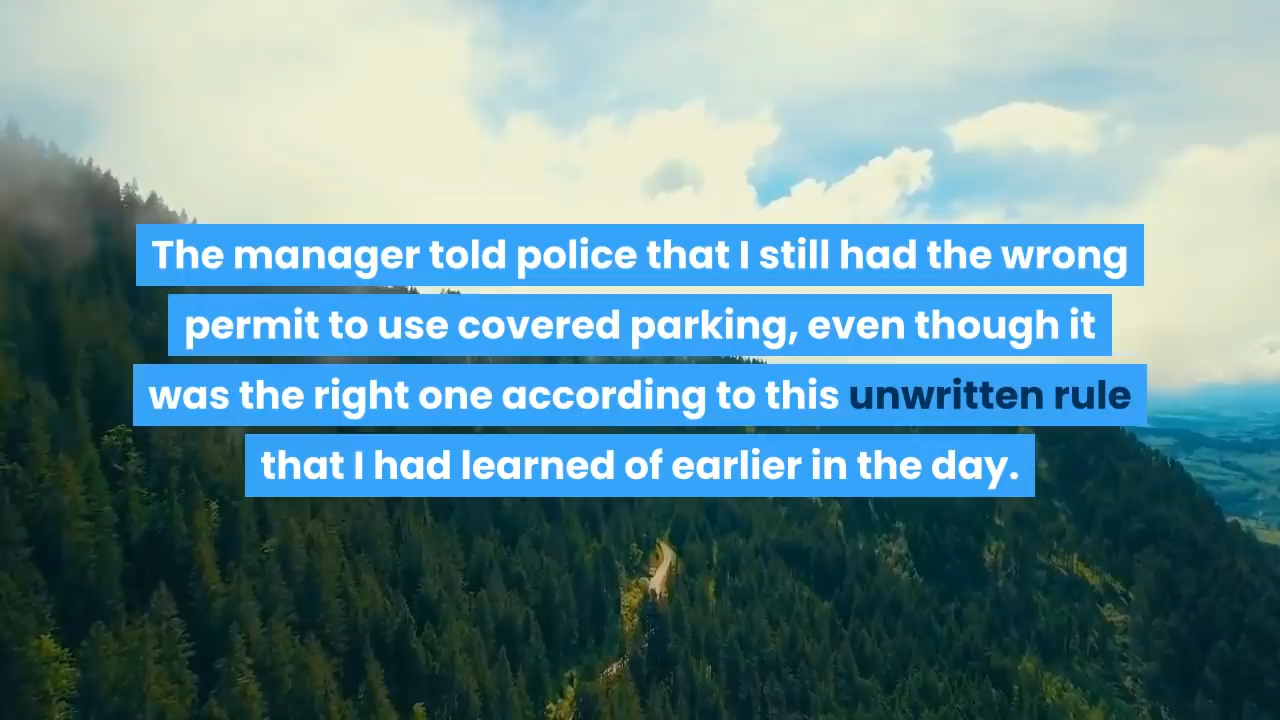 The manager told police that I still had the wrong
permit to use covered parking, even though it
was the right one according to this unwritten rule
that I had learned of earlier in the day.